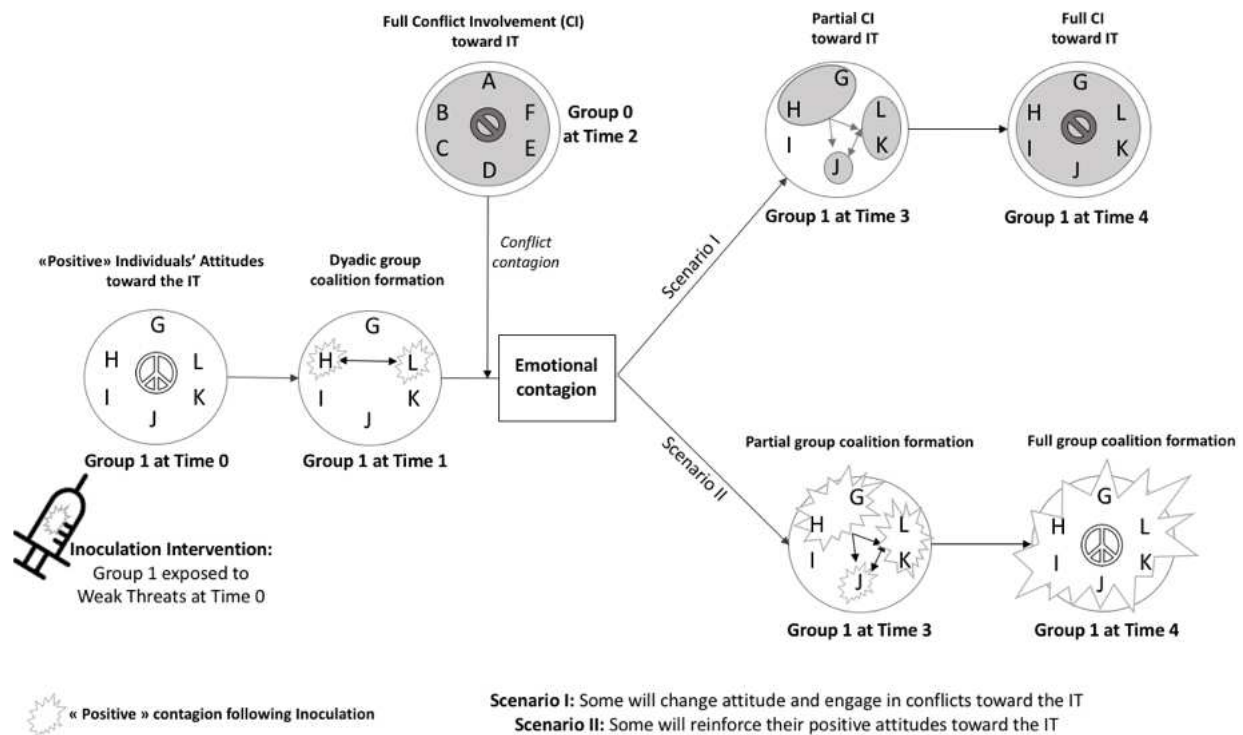 Full Conflict Involvement (CI)
toward IT
A
B
F
C
E
D
Group 0
at Time 2
Conflict
contagion
Partial CI
toward IT
G
H
L
I
K
J
Group 1 at Time 3
Full CI
toward IT
G
H
L
I
K
J
Group 1 at Time 4
«Positive» Individuals' Attitudes
toward the IT
G
H
L
I
K
J
Group 1 at Time 0
Dyadic group
coalition formation
G
H
L
I
K
J
Group 1 at Time 1
Emotional
contagion
Scenario I
Scenario II
Partial group coalition formation
G
H
L
I
K
J
Group 1 at Time 3
Full group coalition formation
G
H
L
I
K
J
Group 1 at Time 4
Inoculation Intervention:
Group 1 exposed to
Weak Threats at Time 0
« Positive » contagion following Inoculation
Scenario I: Some will change attitude and engage in conflicts toward the IT
Scenario II: Some will reinforce their positive attitudes toward the IT